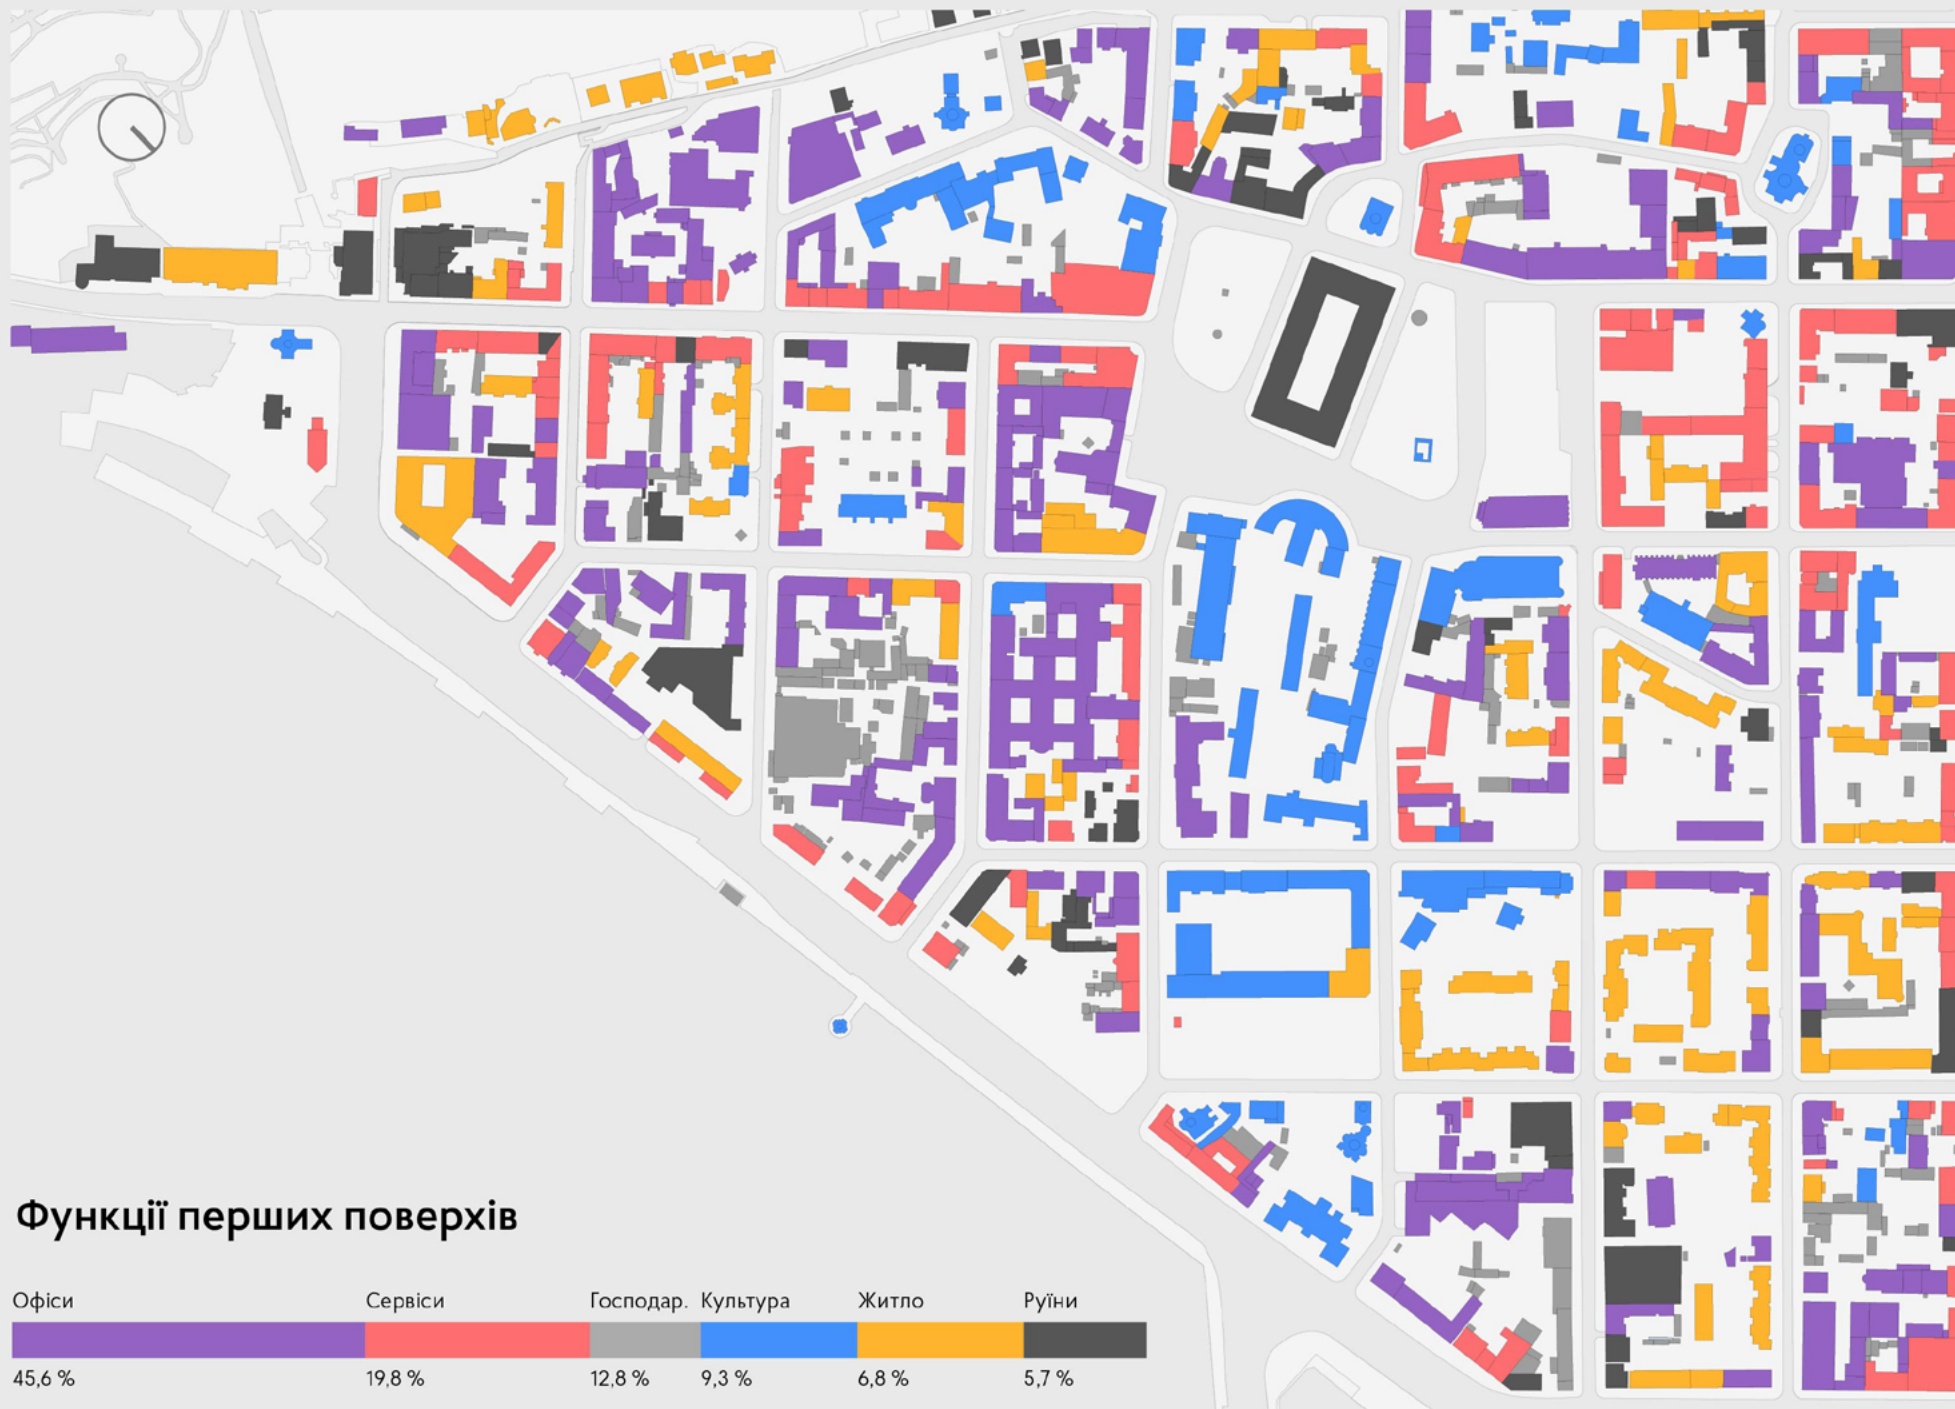 Функції перших поверхів
Офіси Сервіси Господар. Культура Житло Руїни
45,6 % 19,8 % 12,8 % 9,3 % 6,8 % 5,7 %